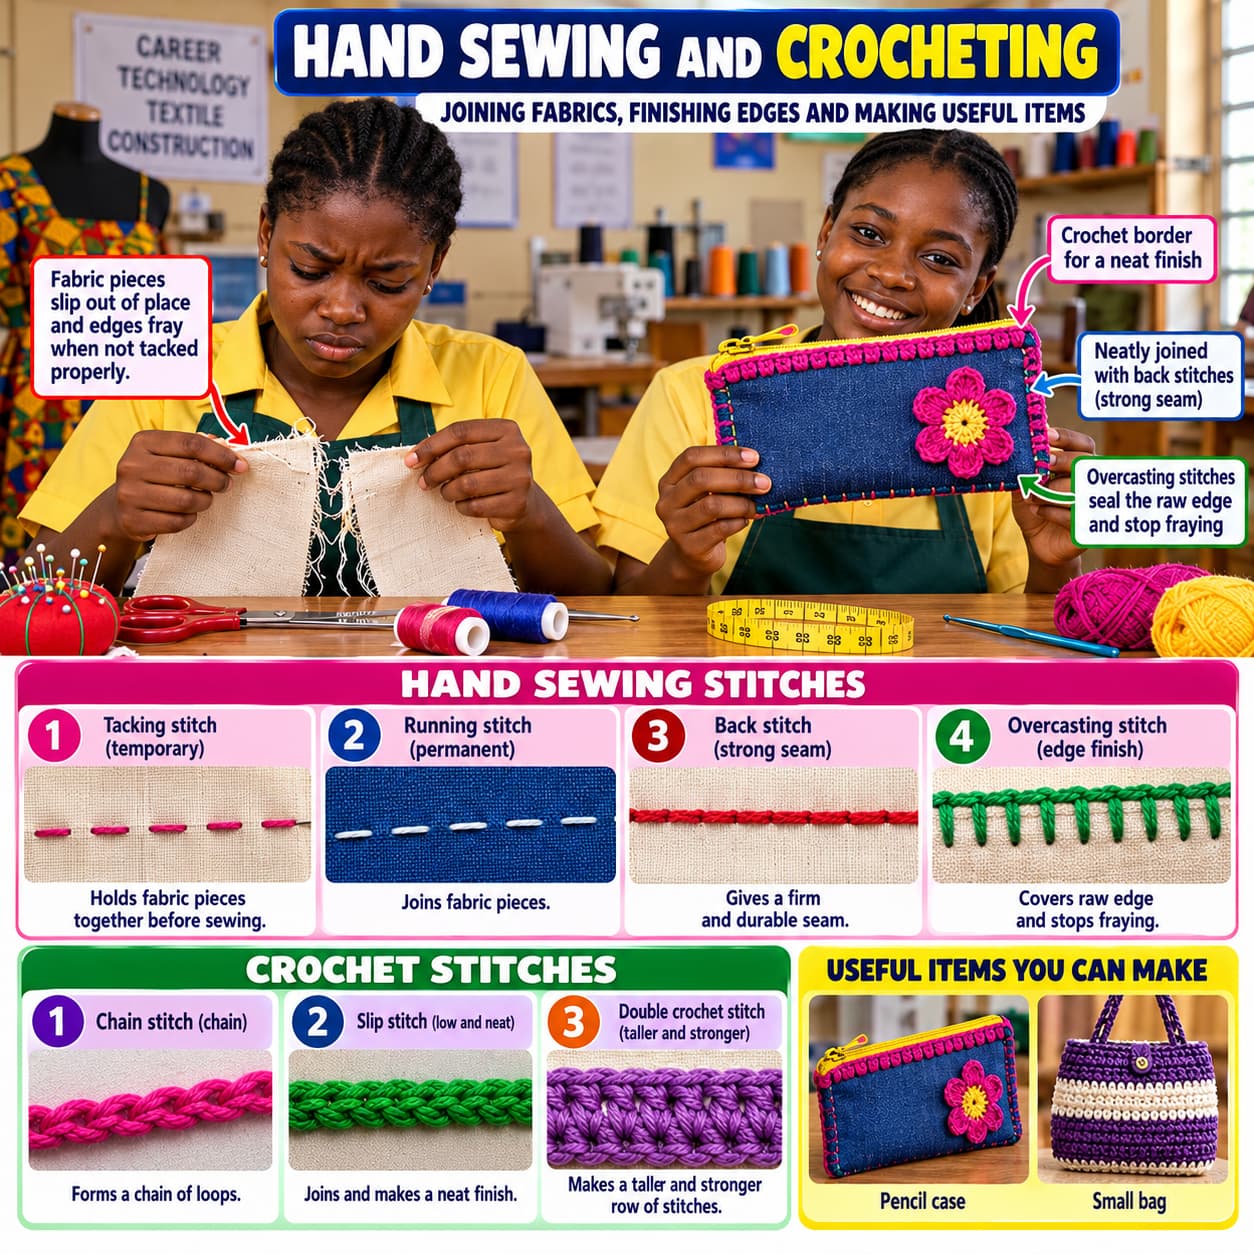 CAREER
TECHNOLOGY
TEXTILE
CONSTRUCTION
HAND SEWING AND CROCHETING
JOINING FABRICS, FINISHING EDGES AND MAKING USEFUL ITEMS
Fabric pieces
slip out of place
and edges fray
when not tacked
properly.
Crochet border
for a neat finish
Neatly joined
with back stitches
(strong seam)
Overcasting stitches
seal the raw edge
and stop fraying
HAND SEWING STITCHES
1 Tacking stitch
(temporary)
Holds fabric pieces
together before sewing.
2 Running stitch
(permanent)
Joins fabric pieces.
3 Back stitch
(strong seam)
Gives a firm
and durable seam.
4 Overcasting stitch
(edge finish)
Covers raw edge
and stops fraying.
CROCHET STITCHES
1 Chain stitch (chain)
Forms a chain of loops.
2 Slip stitch (low and neat)
Joins and makes a neat finish.
3 Double crochet stitch
(taller and stronger)
Makes a taller and stronger
row of stitches.
USEFUL ITEMS YOU CAN MAKE
Pencil case
Small bag